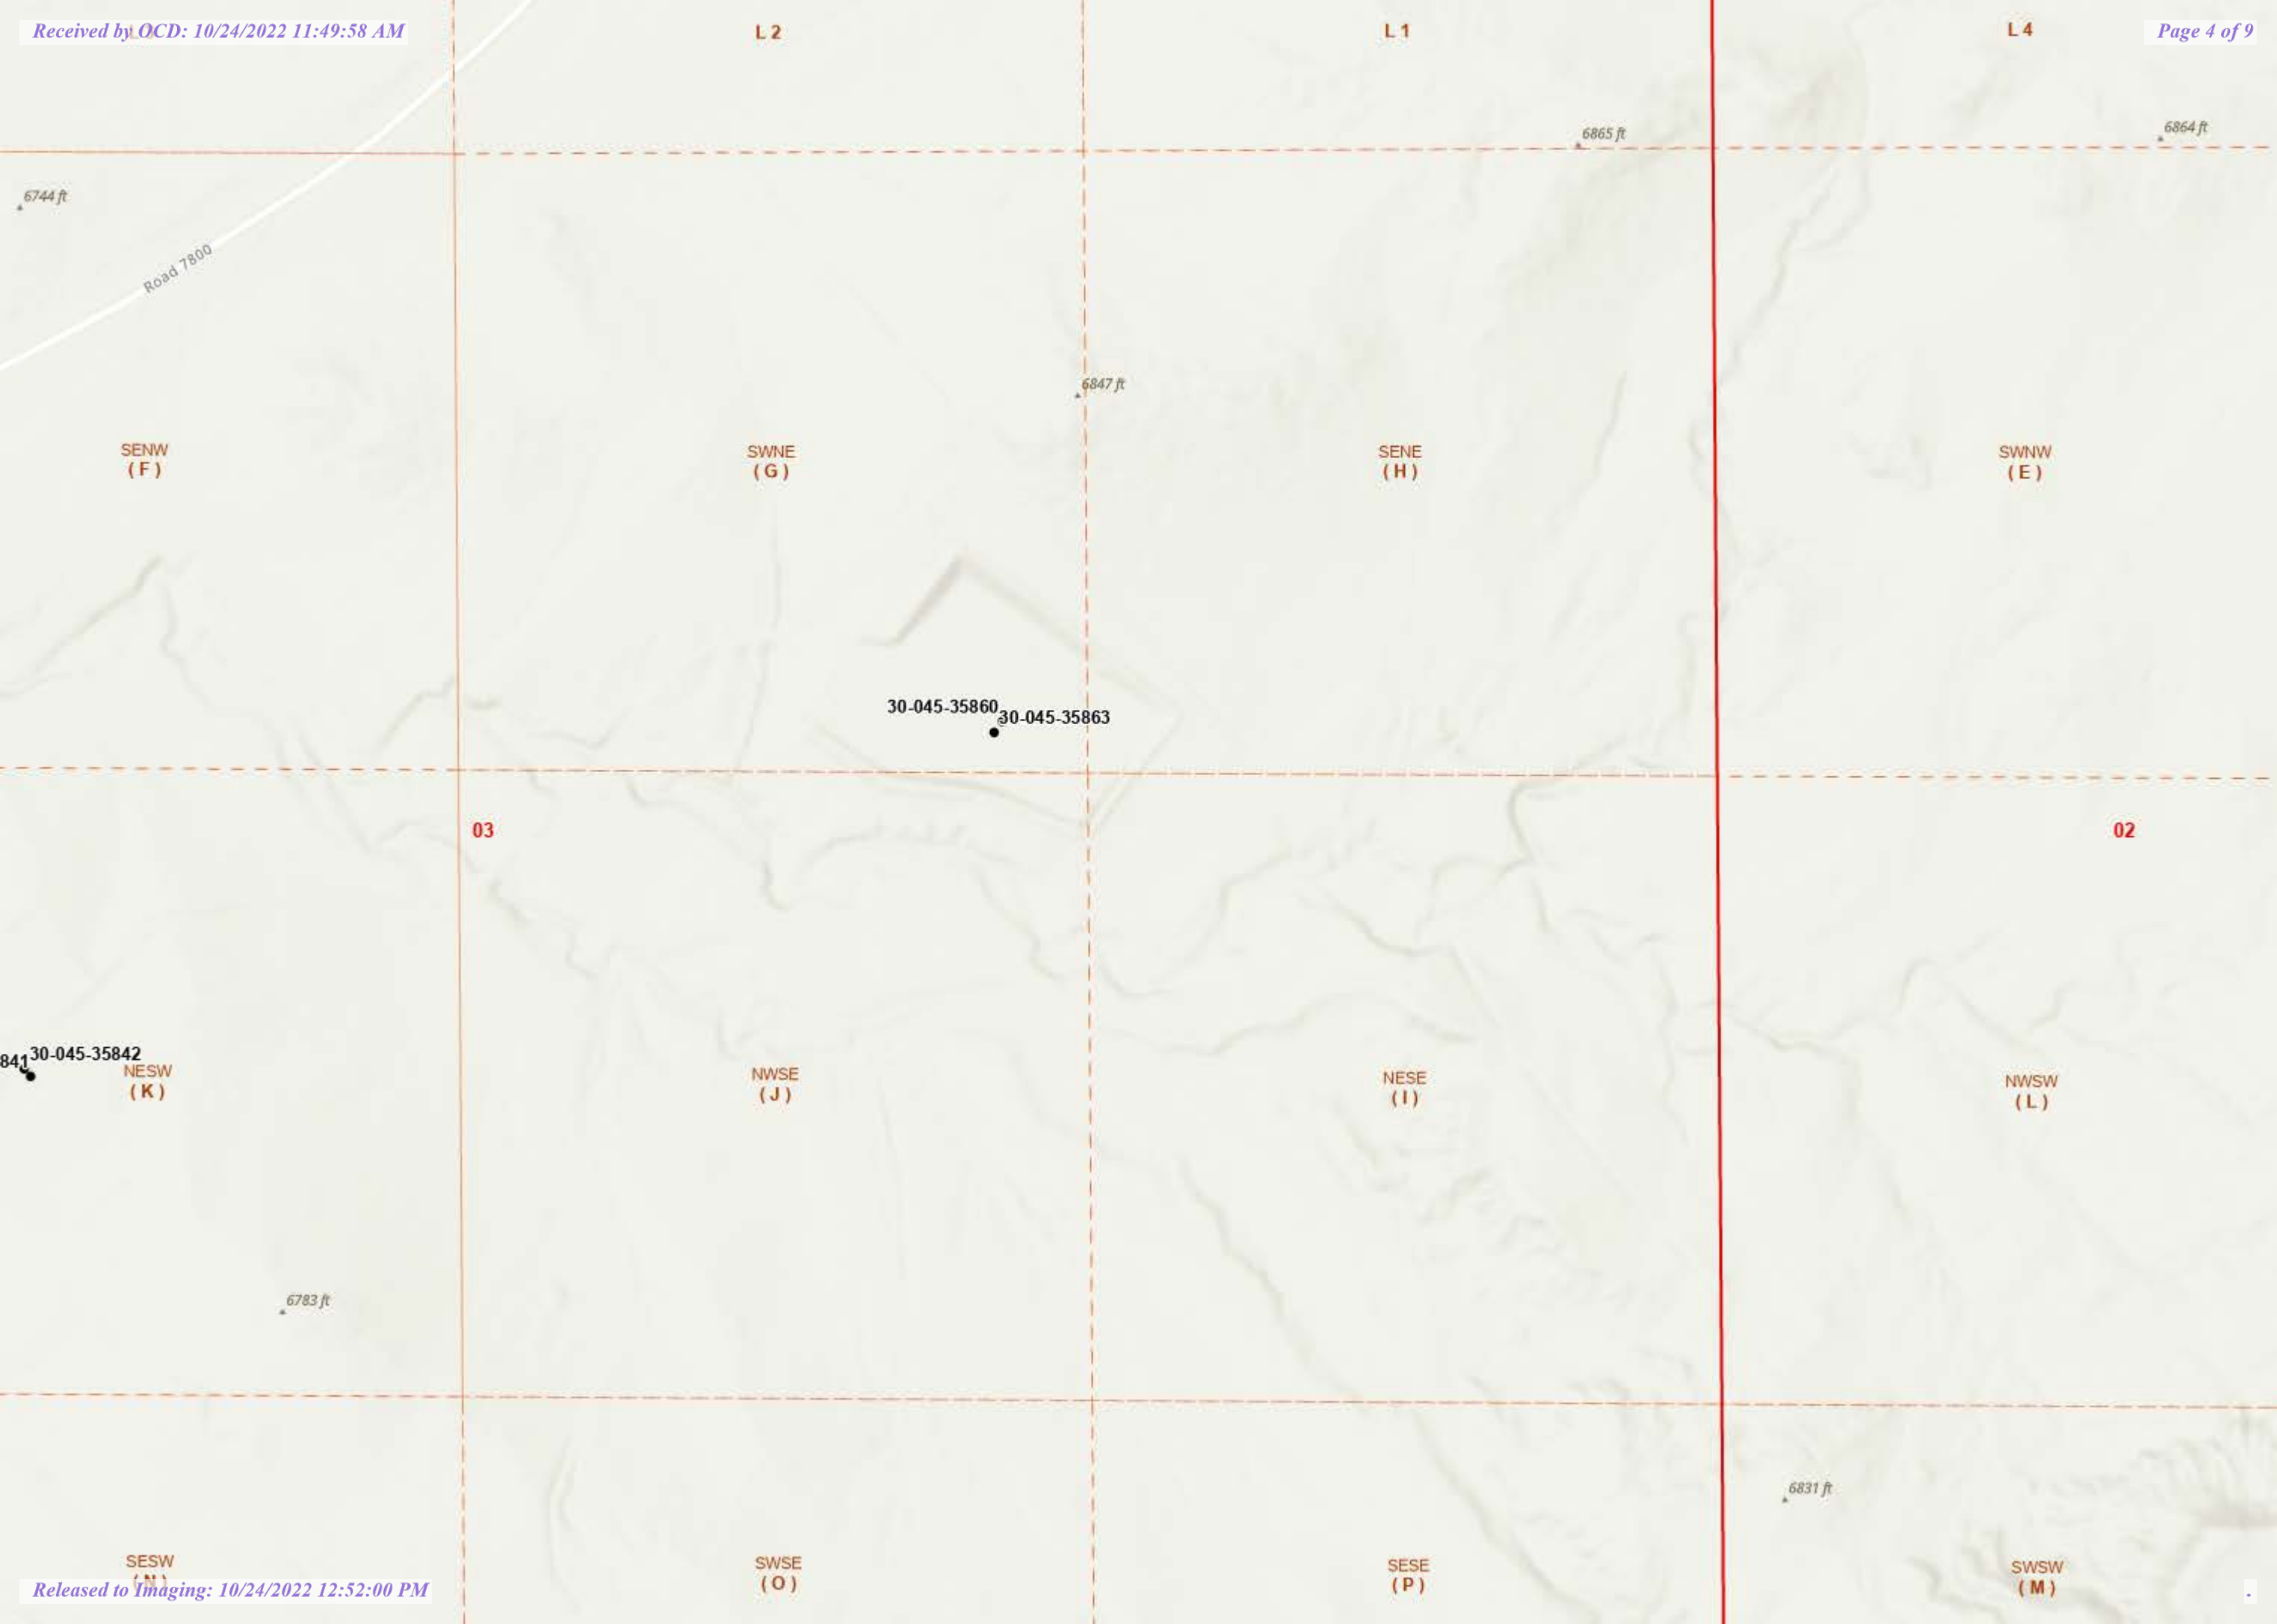 Received by OCD: 10/24/2022 11:49:58 AM
L 2
L 1
L 4
Page 4 of 9
6865 ft
6864 ft
6744 ft
Road 7800
6847 ft
SENW
( F )
SWNE
( G )
SENE
( H )
SWNW
( E )
30-045-35860
30-045-35863
03
02
841
30-045-35842
NESW
( K )
NWSE
( J )
NESE
( I )
NWSW
( L )
6783 ft
6831 ft
SESW
( N )
SWSE
( O )
SESE
( P )
SWSW
( M )
Released to Imaging: 10/24/2022 12:52:00 PM
.